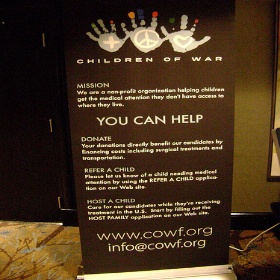 CHILDREN OF WAR
MISSION
We are a non-profit organization helping children
get the medical attention they don't have access to
where they live.
YOU CAN HELP
DONATE
Your donations directly benefit our candidates by
financing costs including surgical treatments and
transportation.
REFER A CHILD
Please let us know of a child needing medical
attention by using the REFER A CHILD applica-
tion on our Web site.
HOST A CHILD
Care for our candidates while they've receiving
treatment in the U.S. Start by filling out the
HOST FAMILY application on our Web site.
www.cowf.org
info@cowf.org